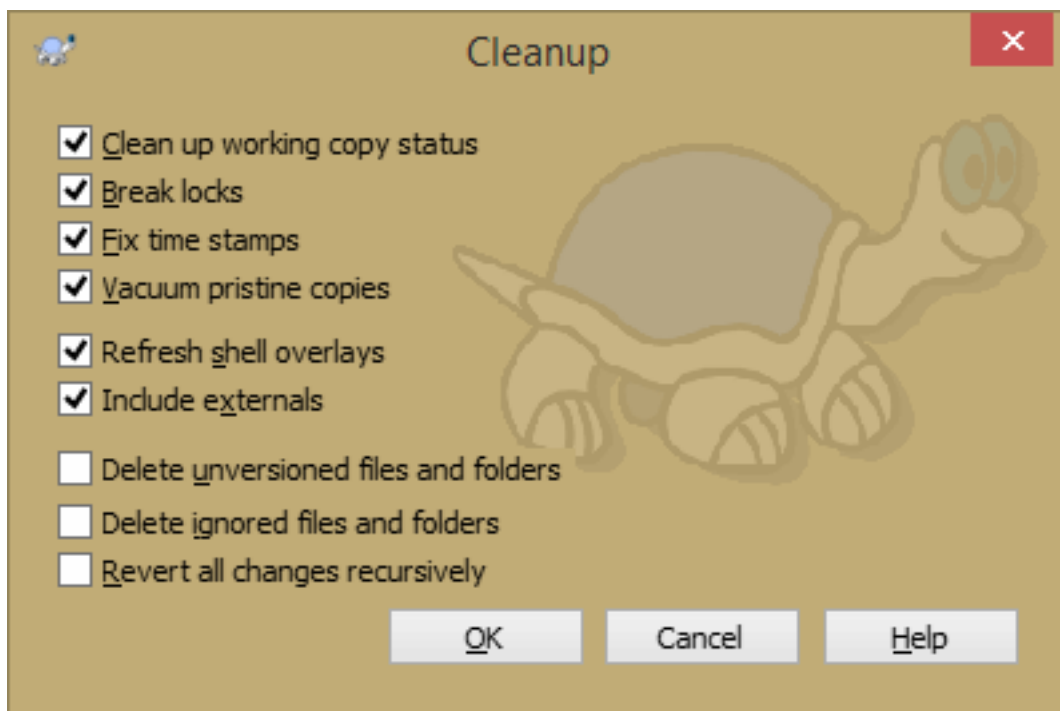 Cleanup
Clean up working copy status
Break locks
Fix time stamps
Vacuum pristine copies
Refresh shell overlays
Include externals
Delete unversioned files and folders
Delete ignored files and folders
Revert all changes recursively
OK Cancel Help